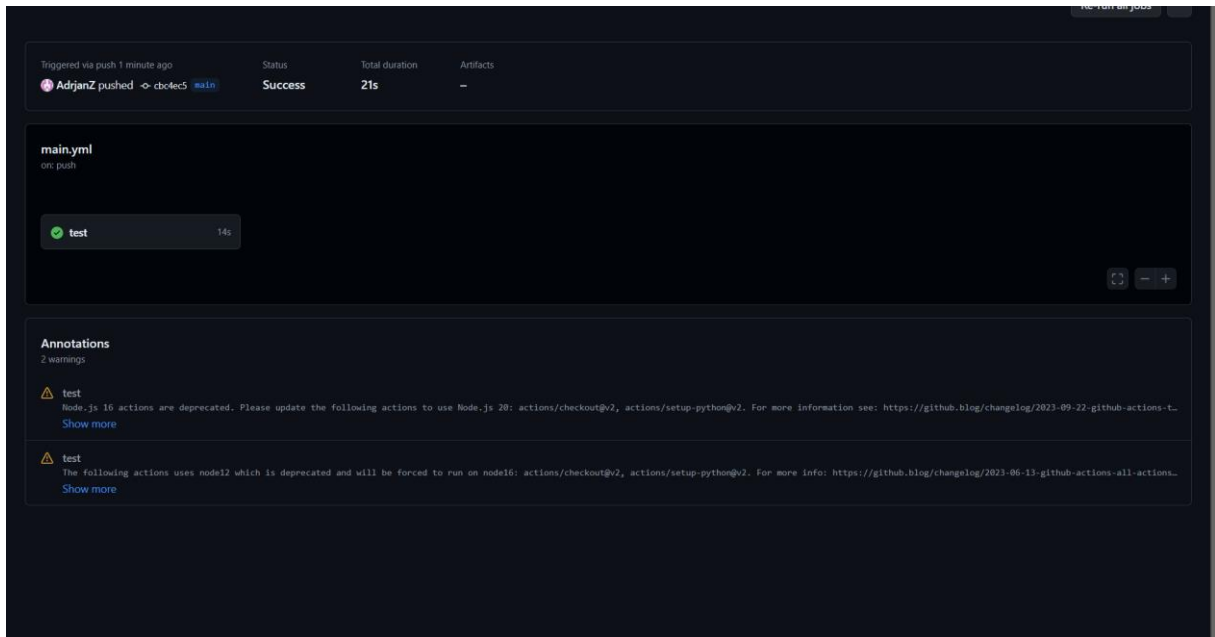 Re-run all jobs
Triggered via push 1 minute ago
Status
Total duration
Artifacts
AdrjanZ pushed cbc4ec5 main
Success
21s
–
main.yml
on: push
test
14s
Annotations
2 warnings
test
Node.js 16 actions are deprecated. Please update the following actions to use Node.js 20: actions/checkout@v2, actions/setup-python@v2. For more information see: https://github.blog/changelog/2023-09-22-github-actions-t…
Show more
test
The following actions uses node12 which is deprecated and will be forced to run on node16: actions/checkout@v2, actions/setup-python@v2. For more info: https://github.blog/changelog/2023-06-13-github-actions-all-actions…
Show more